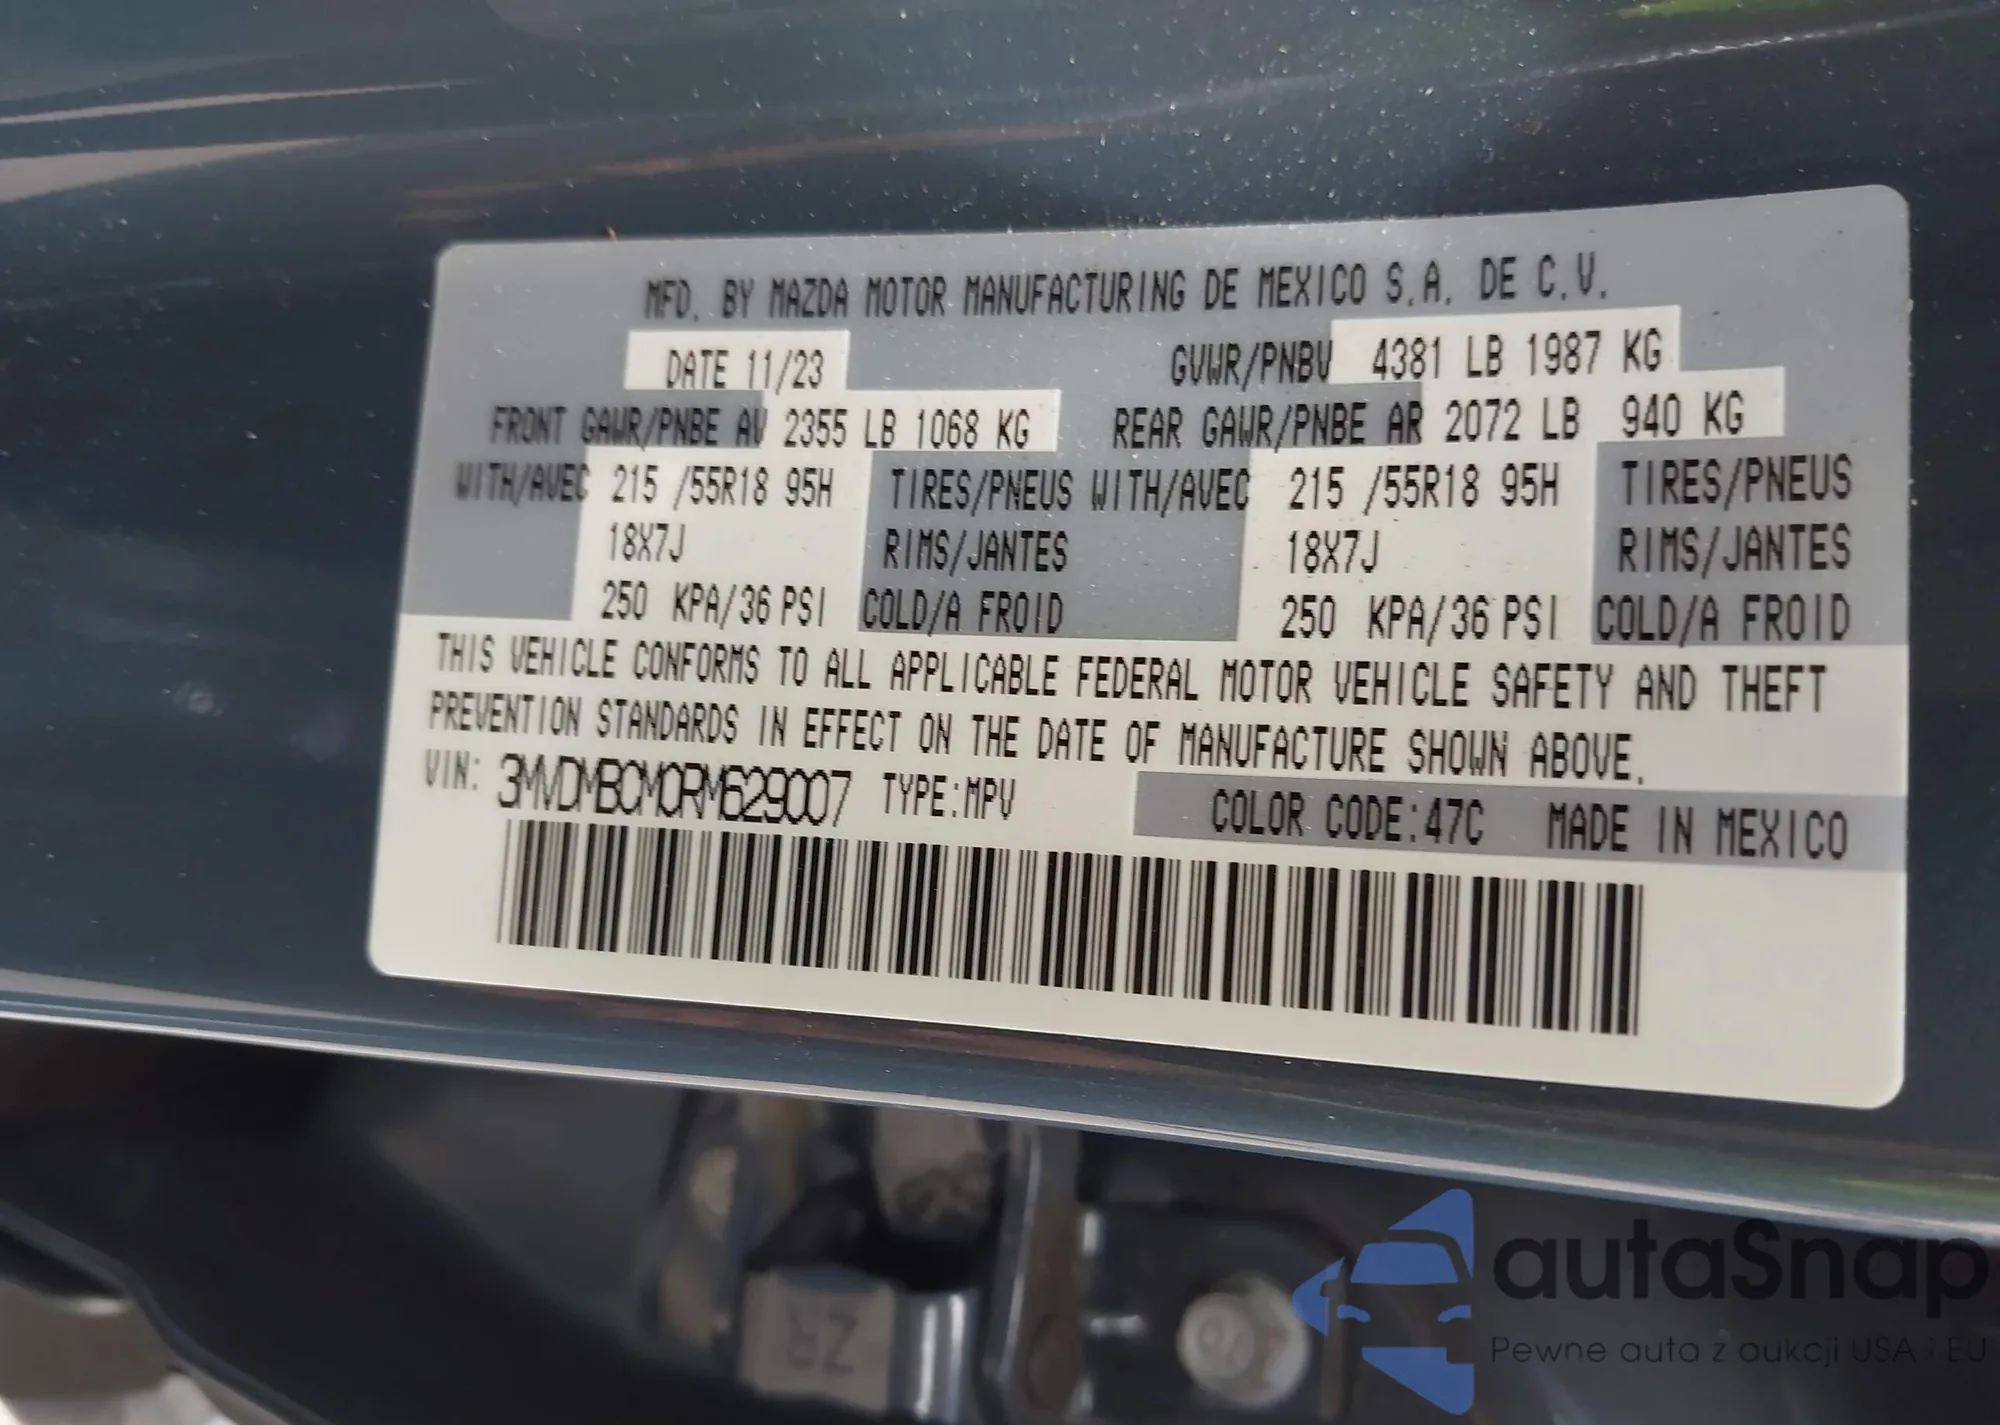 MFD. BY MAZDA MOTOR MANUFACTURING DE MEXICO S.A. DE C.V.
DATE 11/23 GVWR/PNBV 4381 LB 1987 KG
FRONT GAWR/PNBE AV 2355 LB 1068 KG REAR GAWR/PNBE AR 2072 LB 940 KG
WITH/AVEC 215 /55R18 95H TIRES/PNEUS WITH/AVEC 215 /55R18 95H TIRES/PNEUS
18X7J RIMS/JANTES 18X7J RIMS/JANTES
250 KPA/36 PSI COLD/A FROID 250 KPA/36 PSI COLD/A FROID
THIS VEHICLE CONFORMS TO ALL APPLICABLE FEDERAL MOTOR VEHICLE SAFETY AND THEFT
PREVENTION STANDARDS IN EFFECT ON THE DATE OF MANUFACTURE SHOWN ABOVE.
VIN: 3MVDMBCM0RM629007 TYPE:MPV COLOR CODE:47C MADE IN MEXICO
autaSnap
Pewne auta z aukcji USA i EU